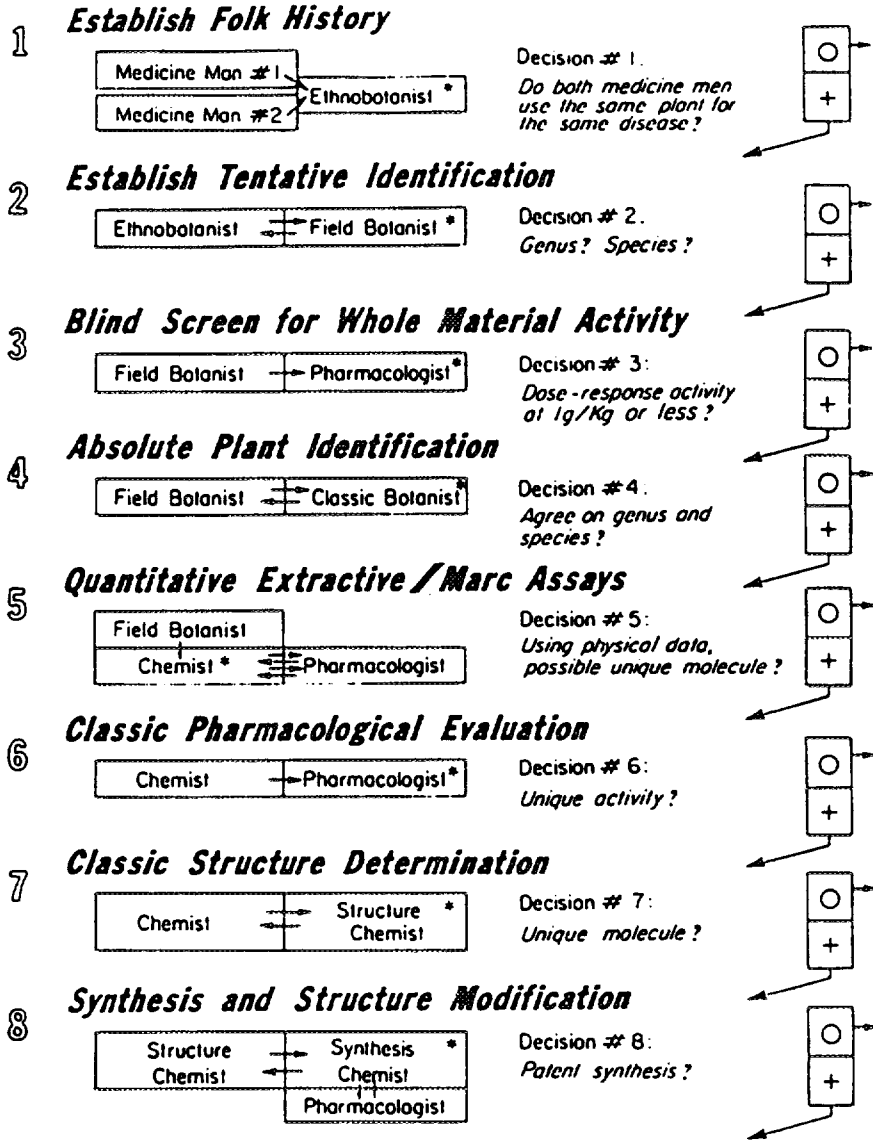 1 Establish Folk History
Medicine Man #1
Medicine Man #2
Ethnobotanist *
Decision # 1.
Do both medicine men
use the same plant for
the same disease?
O
+
2 Establish Tentative Identification
Ethnobotanist
Field Botanist *
Decision # 2.
Genus? Species?
O
+
3 Blind Screen for Whole Material Activity
Field Botanist
Pharmacologist *
Decision # 3:
Dose-response activity
at 1g/Kg or less?
O
+
4 Absolute Plant Identification
Field Botanist
Classic Botanist *
Decision #4.
Agree on genus and
species?
O
+
5 Quantitative Extractive/Marc Assays
Field Botanist
Chemist *
Pharmacologist
Decision #5:
Using physical data,
possible unique molecule?
O
+
6 Classic Pharmacological Evaluation
Chemist
Pharmacologist *
Decision # 6:
Unique activity?
O
+
7 Classic Structure Determination
Chemist
Structure *
Chemist
Decision # 7:
Unique molecule?
O
+
8 Synthesis and Structure Modification
Structure
Chemist
Synthesis *
Chemist
Pharmacologist
Decision # 8:
Patent synthesis?
O
+